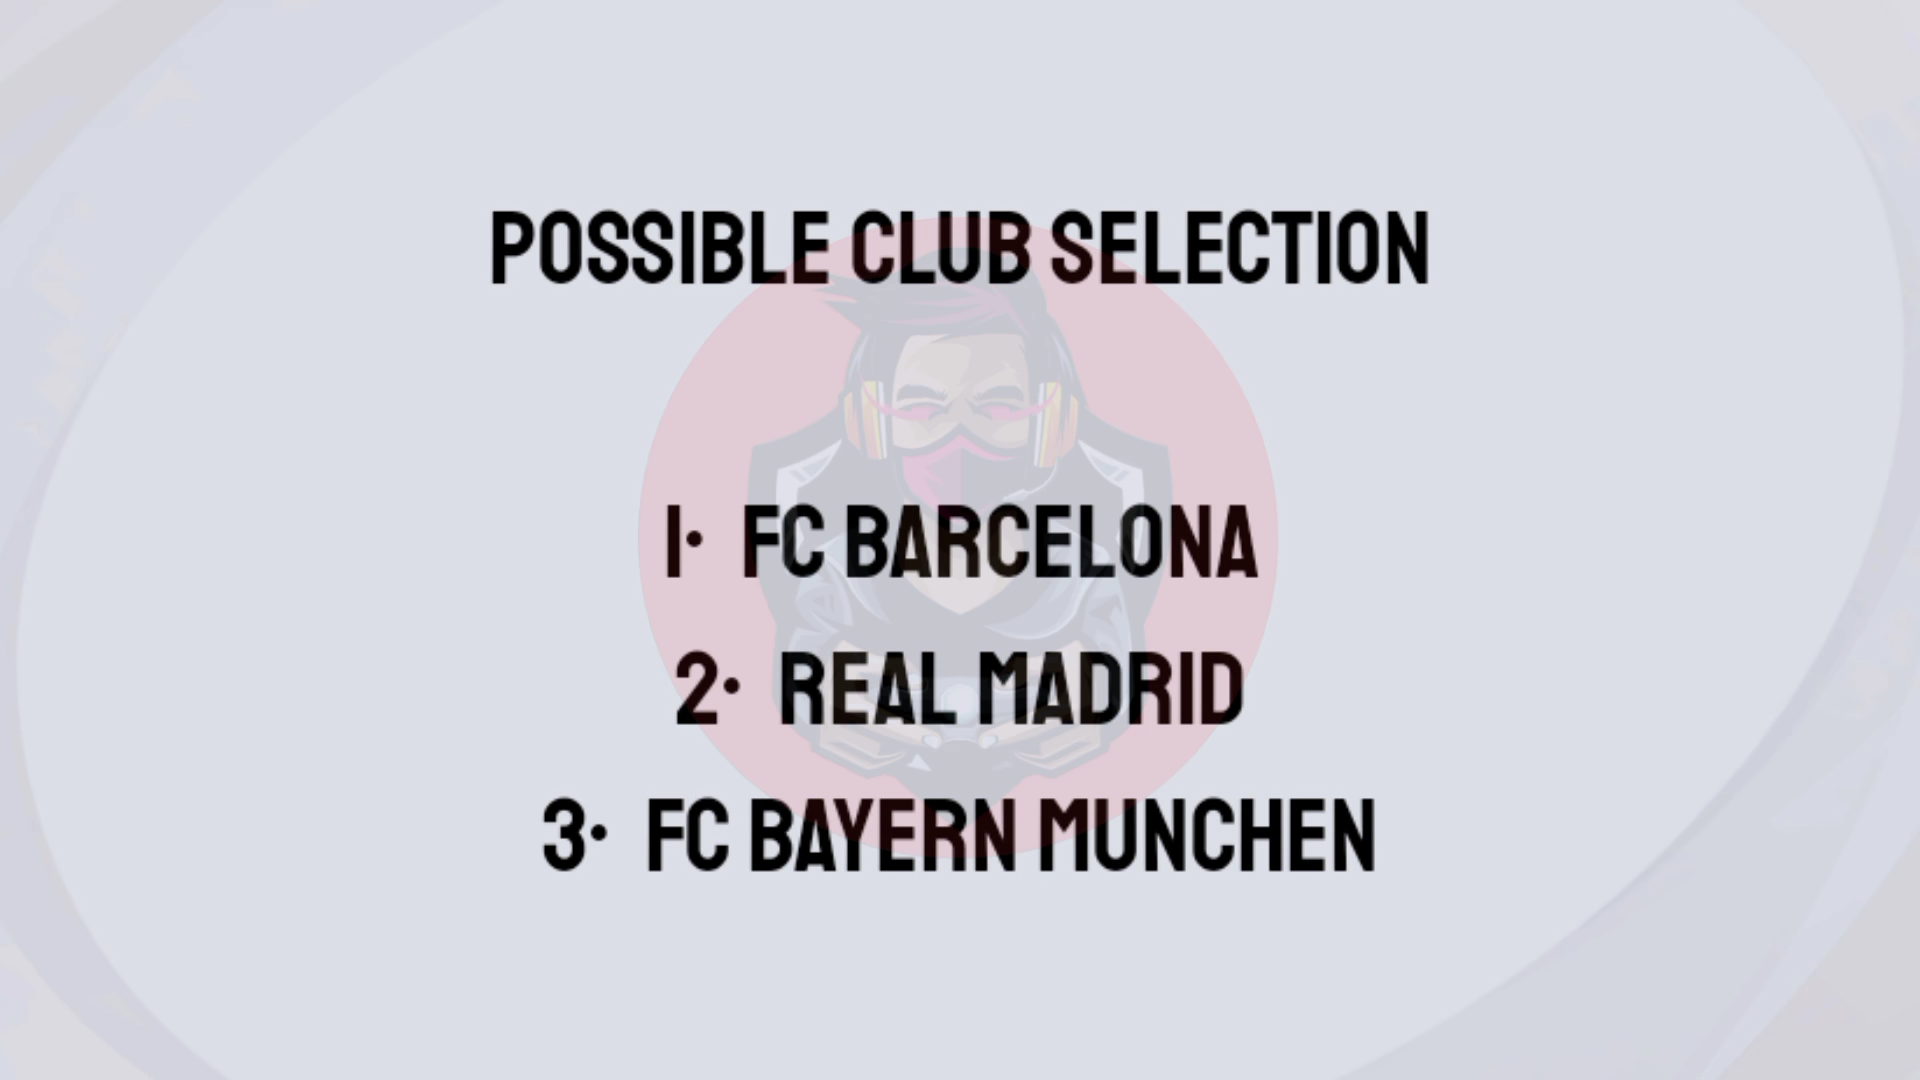 POSSIBLE CLUB SELECTION
1. FC BARCELONA
2. REAL MADRID
3. FC BAYERN MUNCHEN